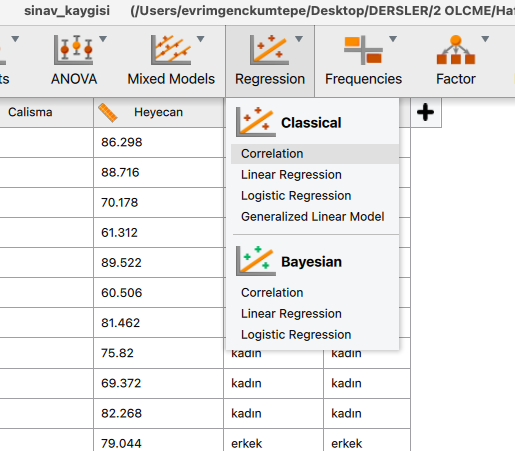 sinav_kaygisi (/Users/evrimgenckumtepe/Desktop/DERSLER/2 OLCME/Haf
ts ANOVA Mixed Models Regression Frequencies Factor
Calisma Heyecan
Classical
Correlation
Linear Regression
Logistic Regression
Generalized Linear Model
Bayesian
Correlation
Linear Regression
Logistic Regression
86.298
88.716
70.178
61.312
89.522
60.506
81.462
75.82 kadın kadın
69.372 kadın kadın
82.268 kadın kadın
79.044 erkek erkek